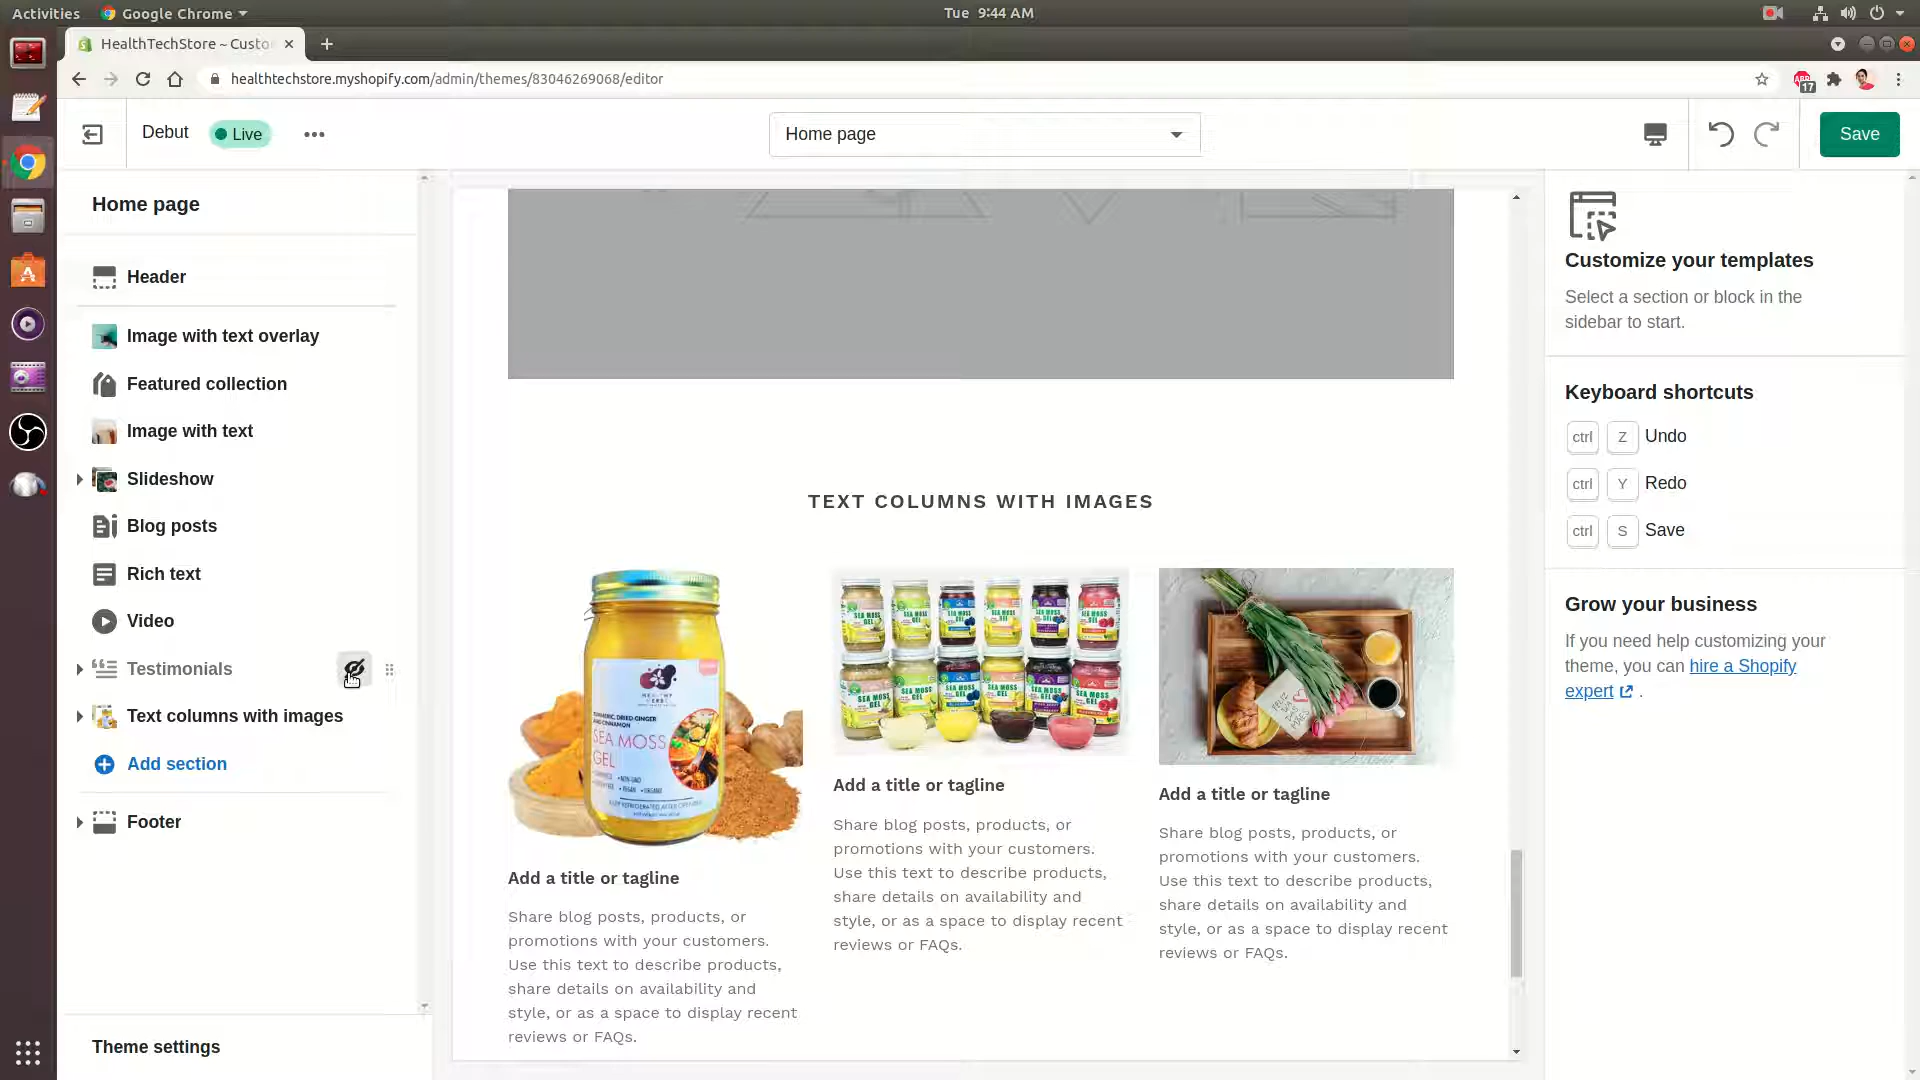 Activities
Google Chrome
Tue 9:44 AM
HealthTechStore ~ Custo
healthtechstore.myshopify.com/admin/themes/83046269068/editor
17
Debut
Live
Home page
Save
Home page
Header
Image with text overlay
Featured collection
Image with text
Slideshow
Blog posts
Rich text
Video
Testimonials
Text columns with images
Add section
Footer
Theme settings
TEXT COLUMNS WITH IMAGES
TURMERIC, DRIED GINGER
AND CINNAMON
SEA MOSS
GEL
SEA MOSS GEL
Add a title or tagline
Share blog posts, products, or
promotions with your customers.
Use this text to describe products,
share details on availability and
style, or as a space to display recent
reviews or FAQs.
Add a title or tagline
Share blog posts, products, or
promotions with your customers.
Use this text to describe products,
share details on availability and
style, or as a space to display recent
reviews or FAQs.
Add a title or tagline
Share blog posts, products, or
promotions with your customers.
Use this text to describe products,
share details on availability and
style, or as a space to display recent
reviews or FAQs.
Customize your templates
Select a section or block in the
sidebar to start.
Keyboard shortcuts
ctrl Z Undo
ctrl Y Redo
ctrl S Save
Grow your business
If you need help customizing your
theme, you can hire a Shopify
expert .